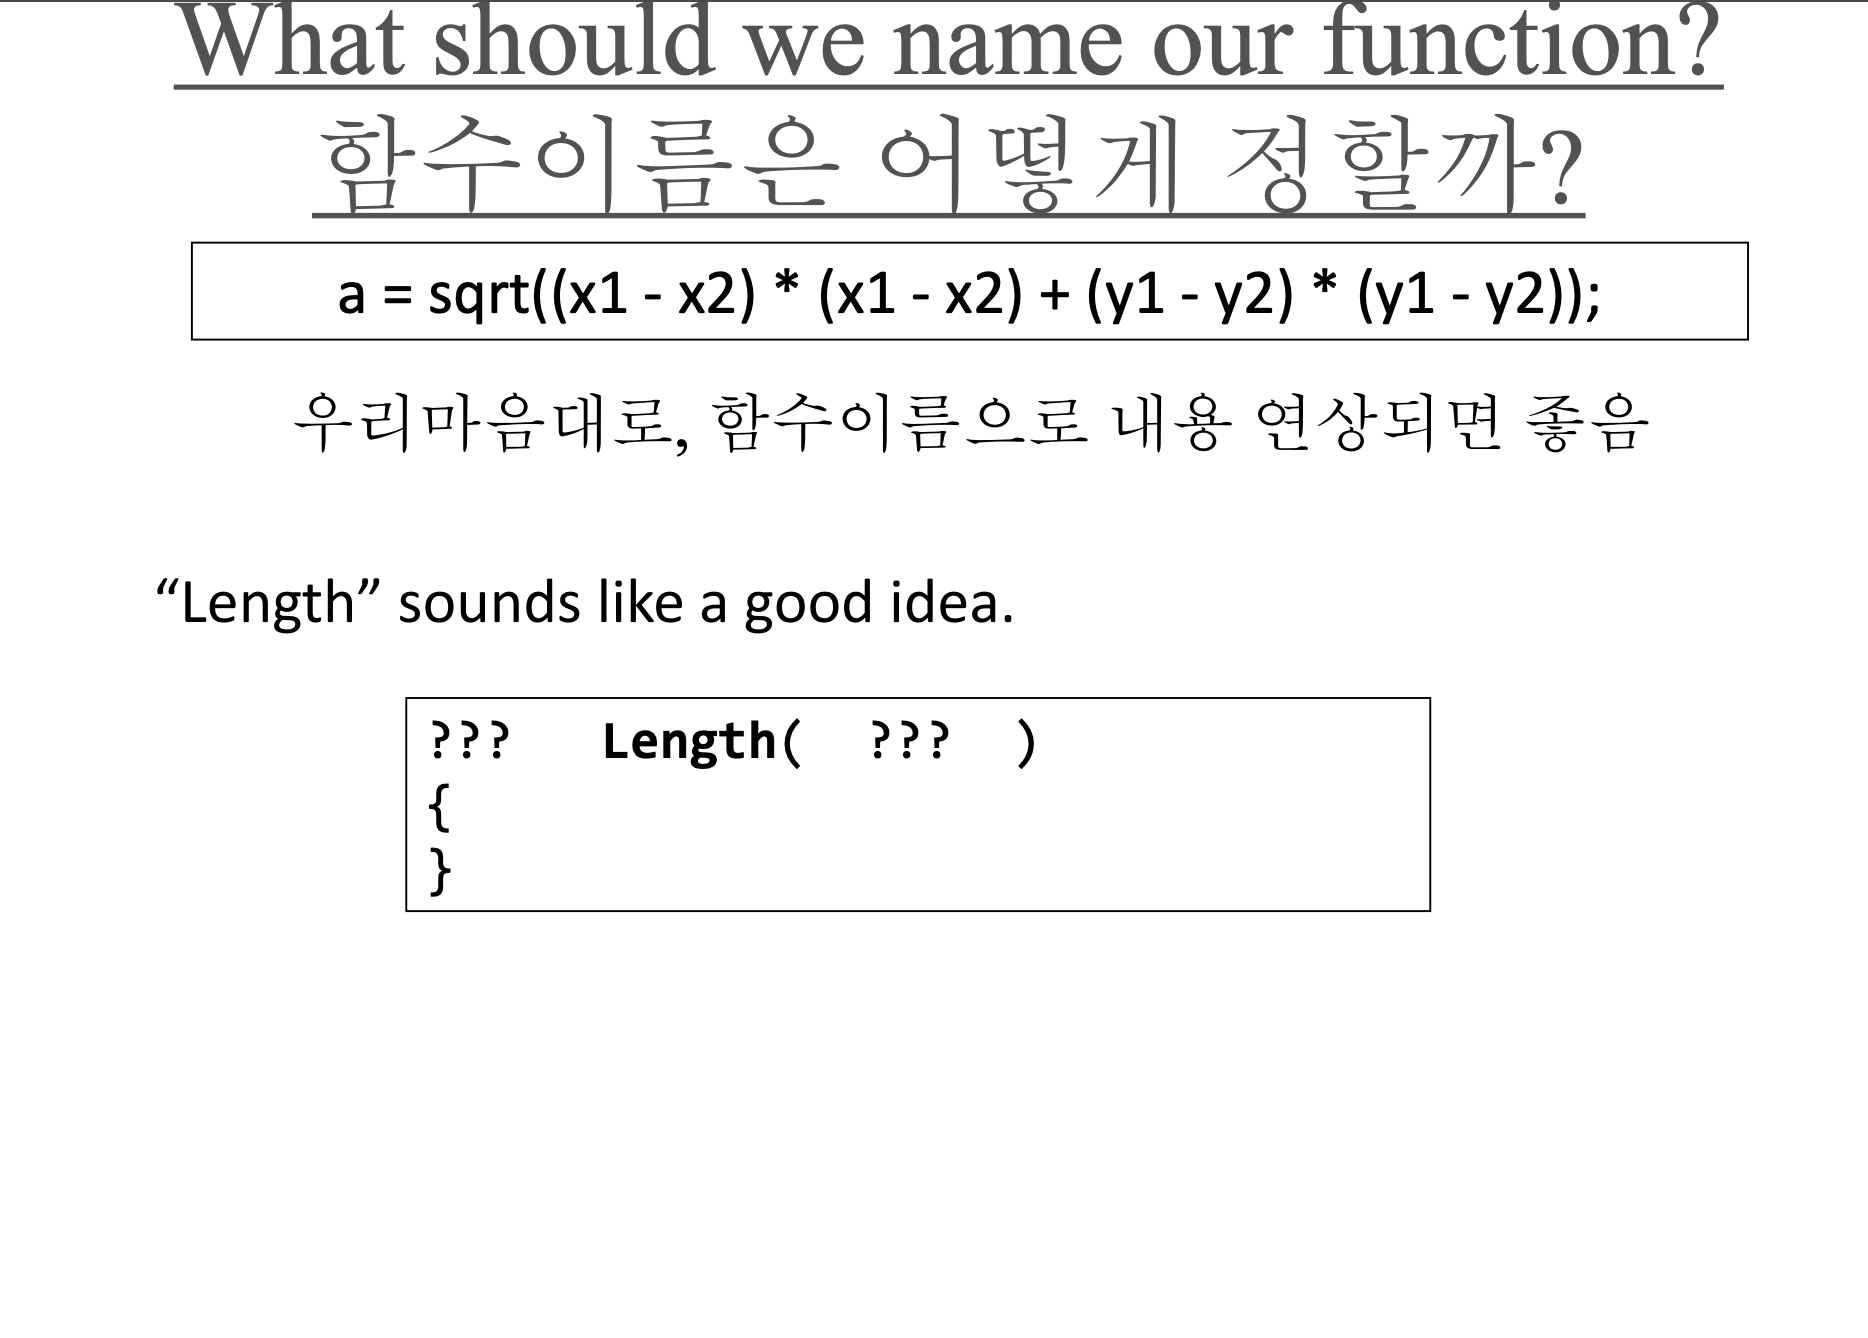 What should we name our function?
함수이름은 어떻게 정할까?
a = sqrt((x1 - x2) * (x1 - x2) + (y1 - y2) * (y1 - y2));
우리마음대로, 함수이름으로 내용 연상되면 좋음
“Length” sounds like a good idea.
??? Length( ??? )
{
}